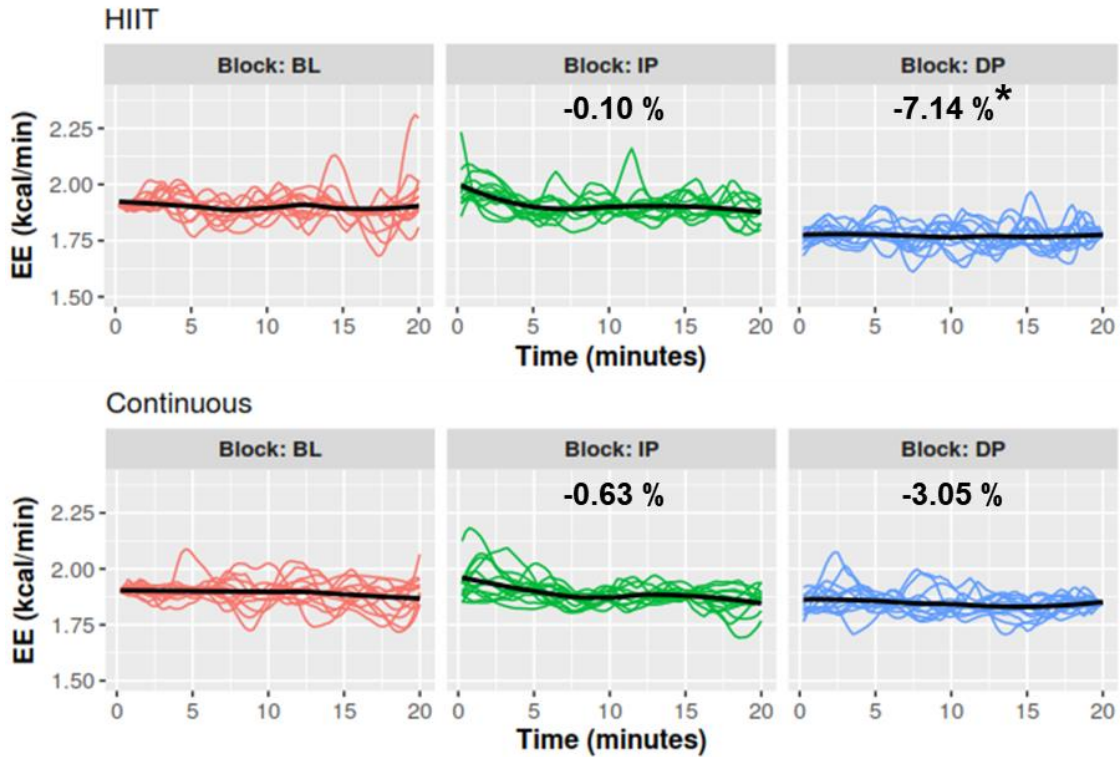 HIIT
Block: BL Block: IP Block: DP
-0.10 % -7.14 %*
EE (kcal/min)
2.25
2.00
1.75
1.50
0 5 10 15 20 0 5 10 15 20 0 5 10 15 20
Time (minutes)
Continuous
Block: BL Block: IP Block: DP
-0.63 % -3.05 %
EE (kcal/min)
2.25
2.00
1.75
1.50
0 5 10 15 20 0 5 10 15 20 0 5 10 15 20
Time (minutes)